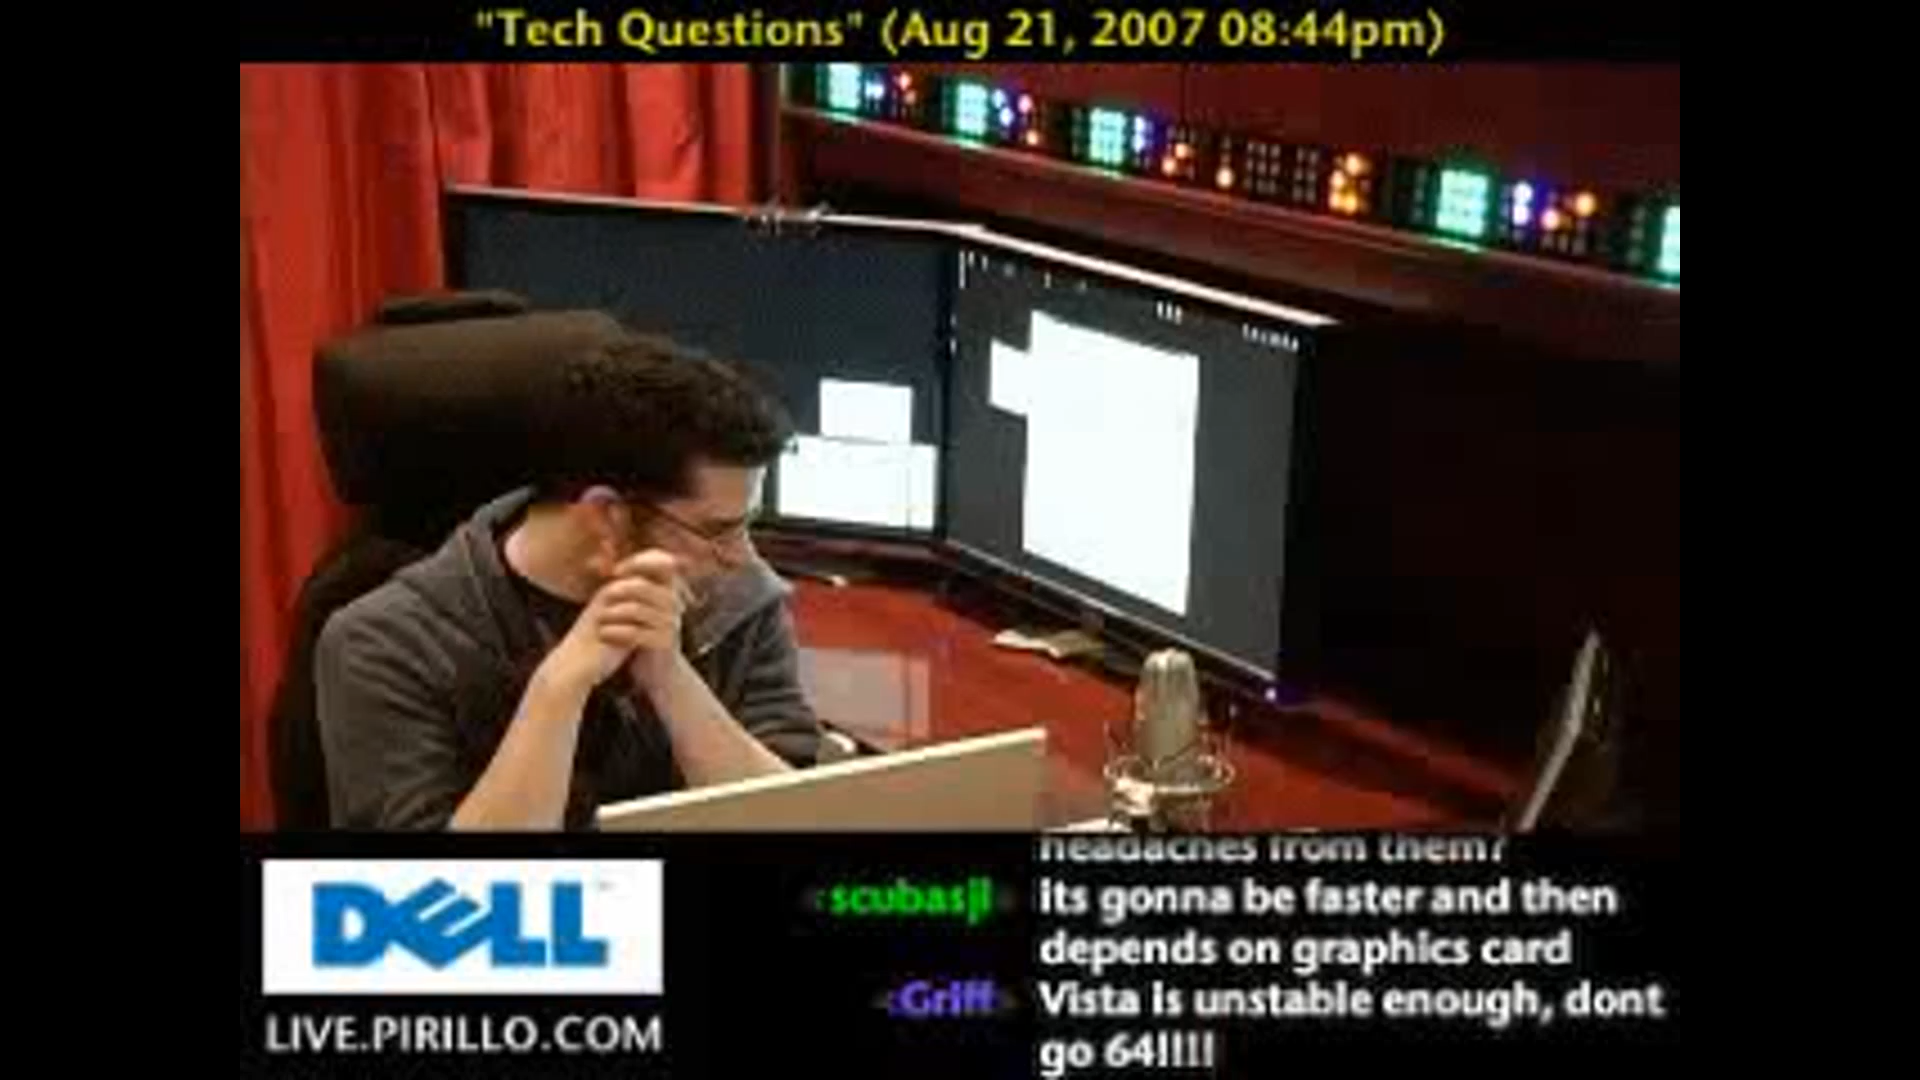 "Tech Questions" (Aug 21, 2007 08:44pm)
headaches from them?
scubasji its gonna be faster and then
depends on graphics card
Griff Vista is unstable enough, dont
go 64!!!!
DELL
LIVE.PIRILLO.COM